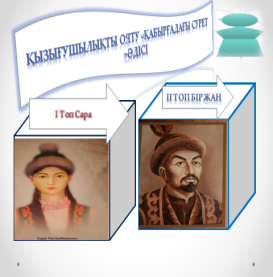 ҚЫЗЫҒУШЫЛЫҚТЫ ОЯТУ «ҚАБЫРҒАДАҒЫ СУРЕТ
»ӘДІСІ
І Топ Сара
ІІ ТОП БІРЖАН